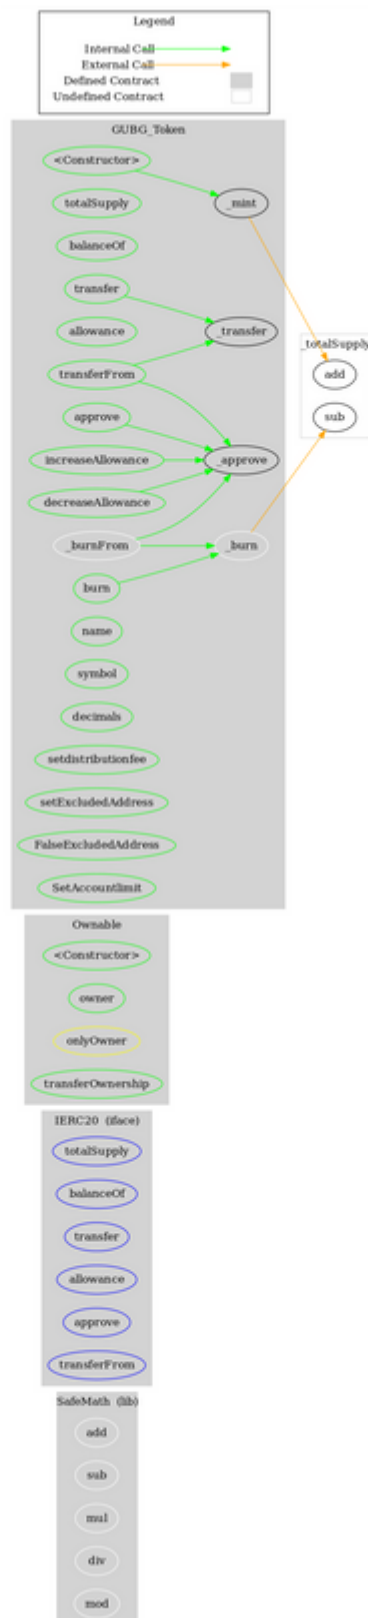 Legend
Internal Call
External Call
Defined Contract
Undefined Contract
GUBG_Token
<Constructor>
_mint
totalSupply
balanceOf
transfer
allowance
_transfer
_totalSupply
add
transferFrom
approve
sub
increaseAllowance
_approve
decreaseAllowance
_burnFrom
_burn
burn
name
symbol
decimals
setdistributionfee
setExcludedAddress
FalseExcludedAddress
SetAccountlimit
Ownable
<Constructor>
owner
onlyOwner
transferOwnership
IERC20 (iface)
totalSupply
balanceOf
transfer
allowance
approve
transferFrom
SafeMath (lib)
add
sub
mul
div
mod